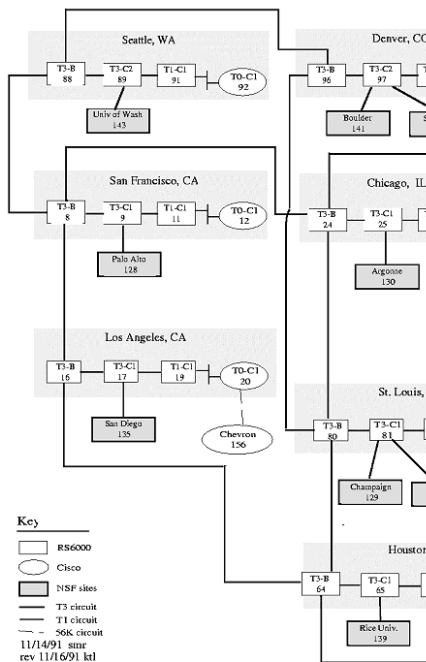 Seattle, WA
T3-B
88
T3-C2
89
T1-C1
91
T0-C1
92
Univ of Wash
143
Denver, CO
T3-B
96
T3-C2
97
Boulder
141
San Francisco, CA
T3-B
8
T3-C1
9
T1-C1
11
T0-C1
12
Palo Alto
128
Chicago, IL
T3-B
24
T3-C1
25
Argonne
130
Los Angeles, CA
T3-B
16
T3-C1
17
T1-C1
19
T0-C1
20
San Diego
135
Chevron
156
St. Louis,
T3-B
80
T3-C1
81
Champaign
129
Houston
T3-B
64
T3-C1
65
Rice Univ.
139
Key
RS6000
Cisco
NSF sites
T3 circuit
T1 circuit
56K circuit
11/14/91 smr
rev 11/16/91 ktl